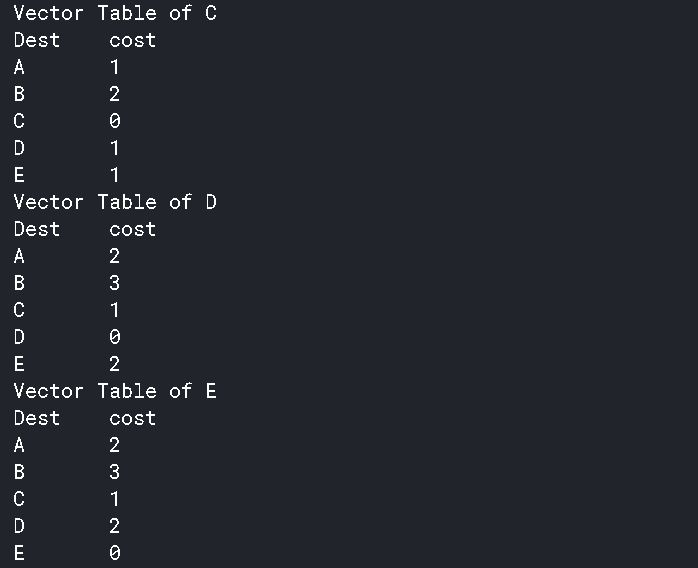 Vector Table of C
Dest    cost
A       1
B       2
C       0
D       1
E       1
Vector Table of D
Dest    cost
A       2
B       3
C       1
D       0
E       2
Vector Table of E
Dest    cost
A       2
B       3
C       1
D       2
E       0